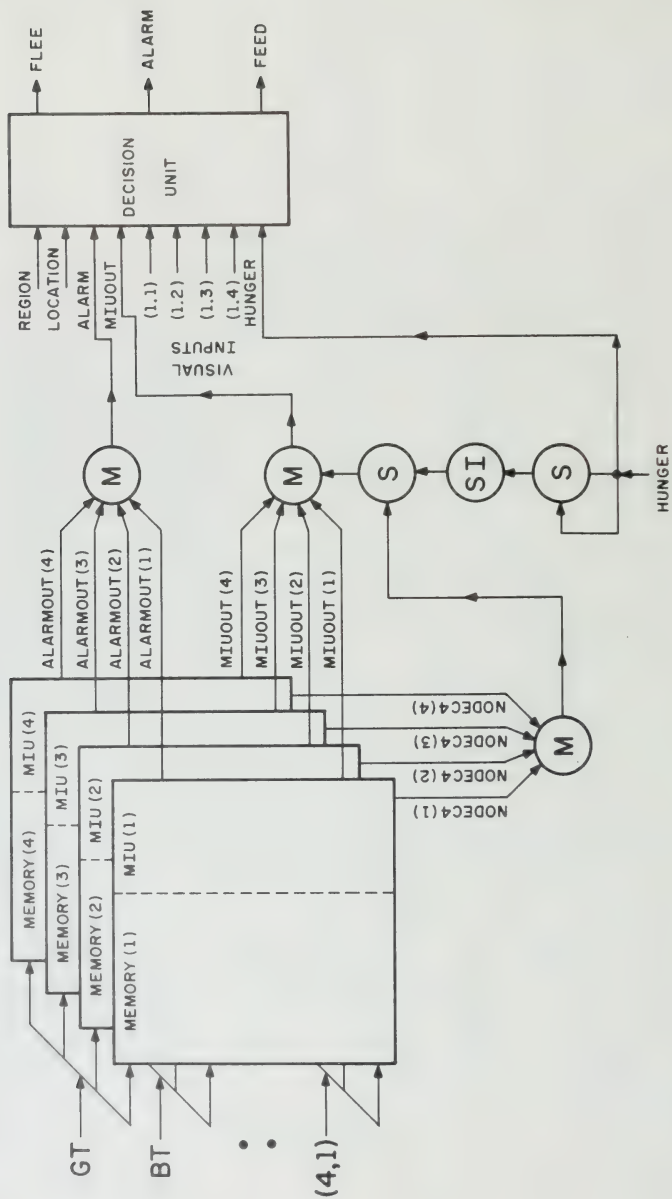 GT
BT
(4,1)
MEMORY (4)
MIU (4)
MEMORY (3)
MIU (3)
MEMORY (2)
MIU (2)
MEMORY (1)
MIU (1)
ALARMOUT (4)
ALARMOUT (3)
ALARMOUT (2)
ALARMOUT (1)
MIUOUT (4)
MIUOUT (3)
MIUOUT (2)
MIUOUT (1)
NODEC4 (4)
NODEC4 (3)
NODEC4 (2)
NODEC4 (1)
M
M
M
S
SI
S
HUNGER
VISUAL
INPUTS
REGION
LOCATION
ALARM
MIUOUT
(1.1)
(1.2)
(1.3)
(1.4)
HUNGER
DECISION
UNIT
FLEE
ALARM
FEED